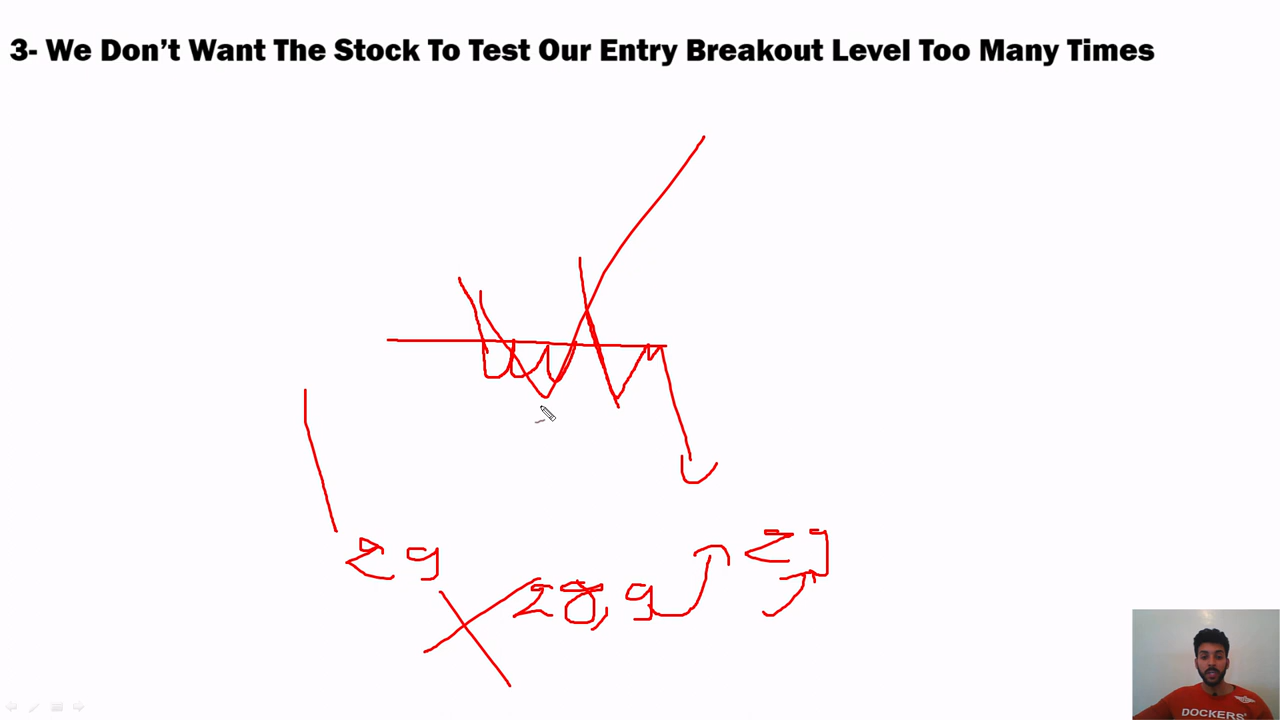 3- We Don't Want The Stock To Test Our Entry Breakout Level Too Many Times
29
28,9
29
DOCKERS